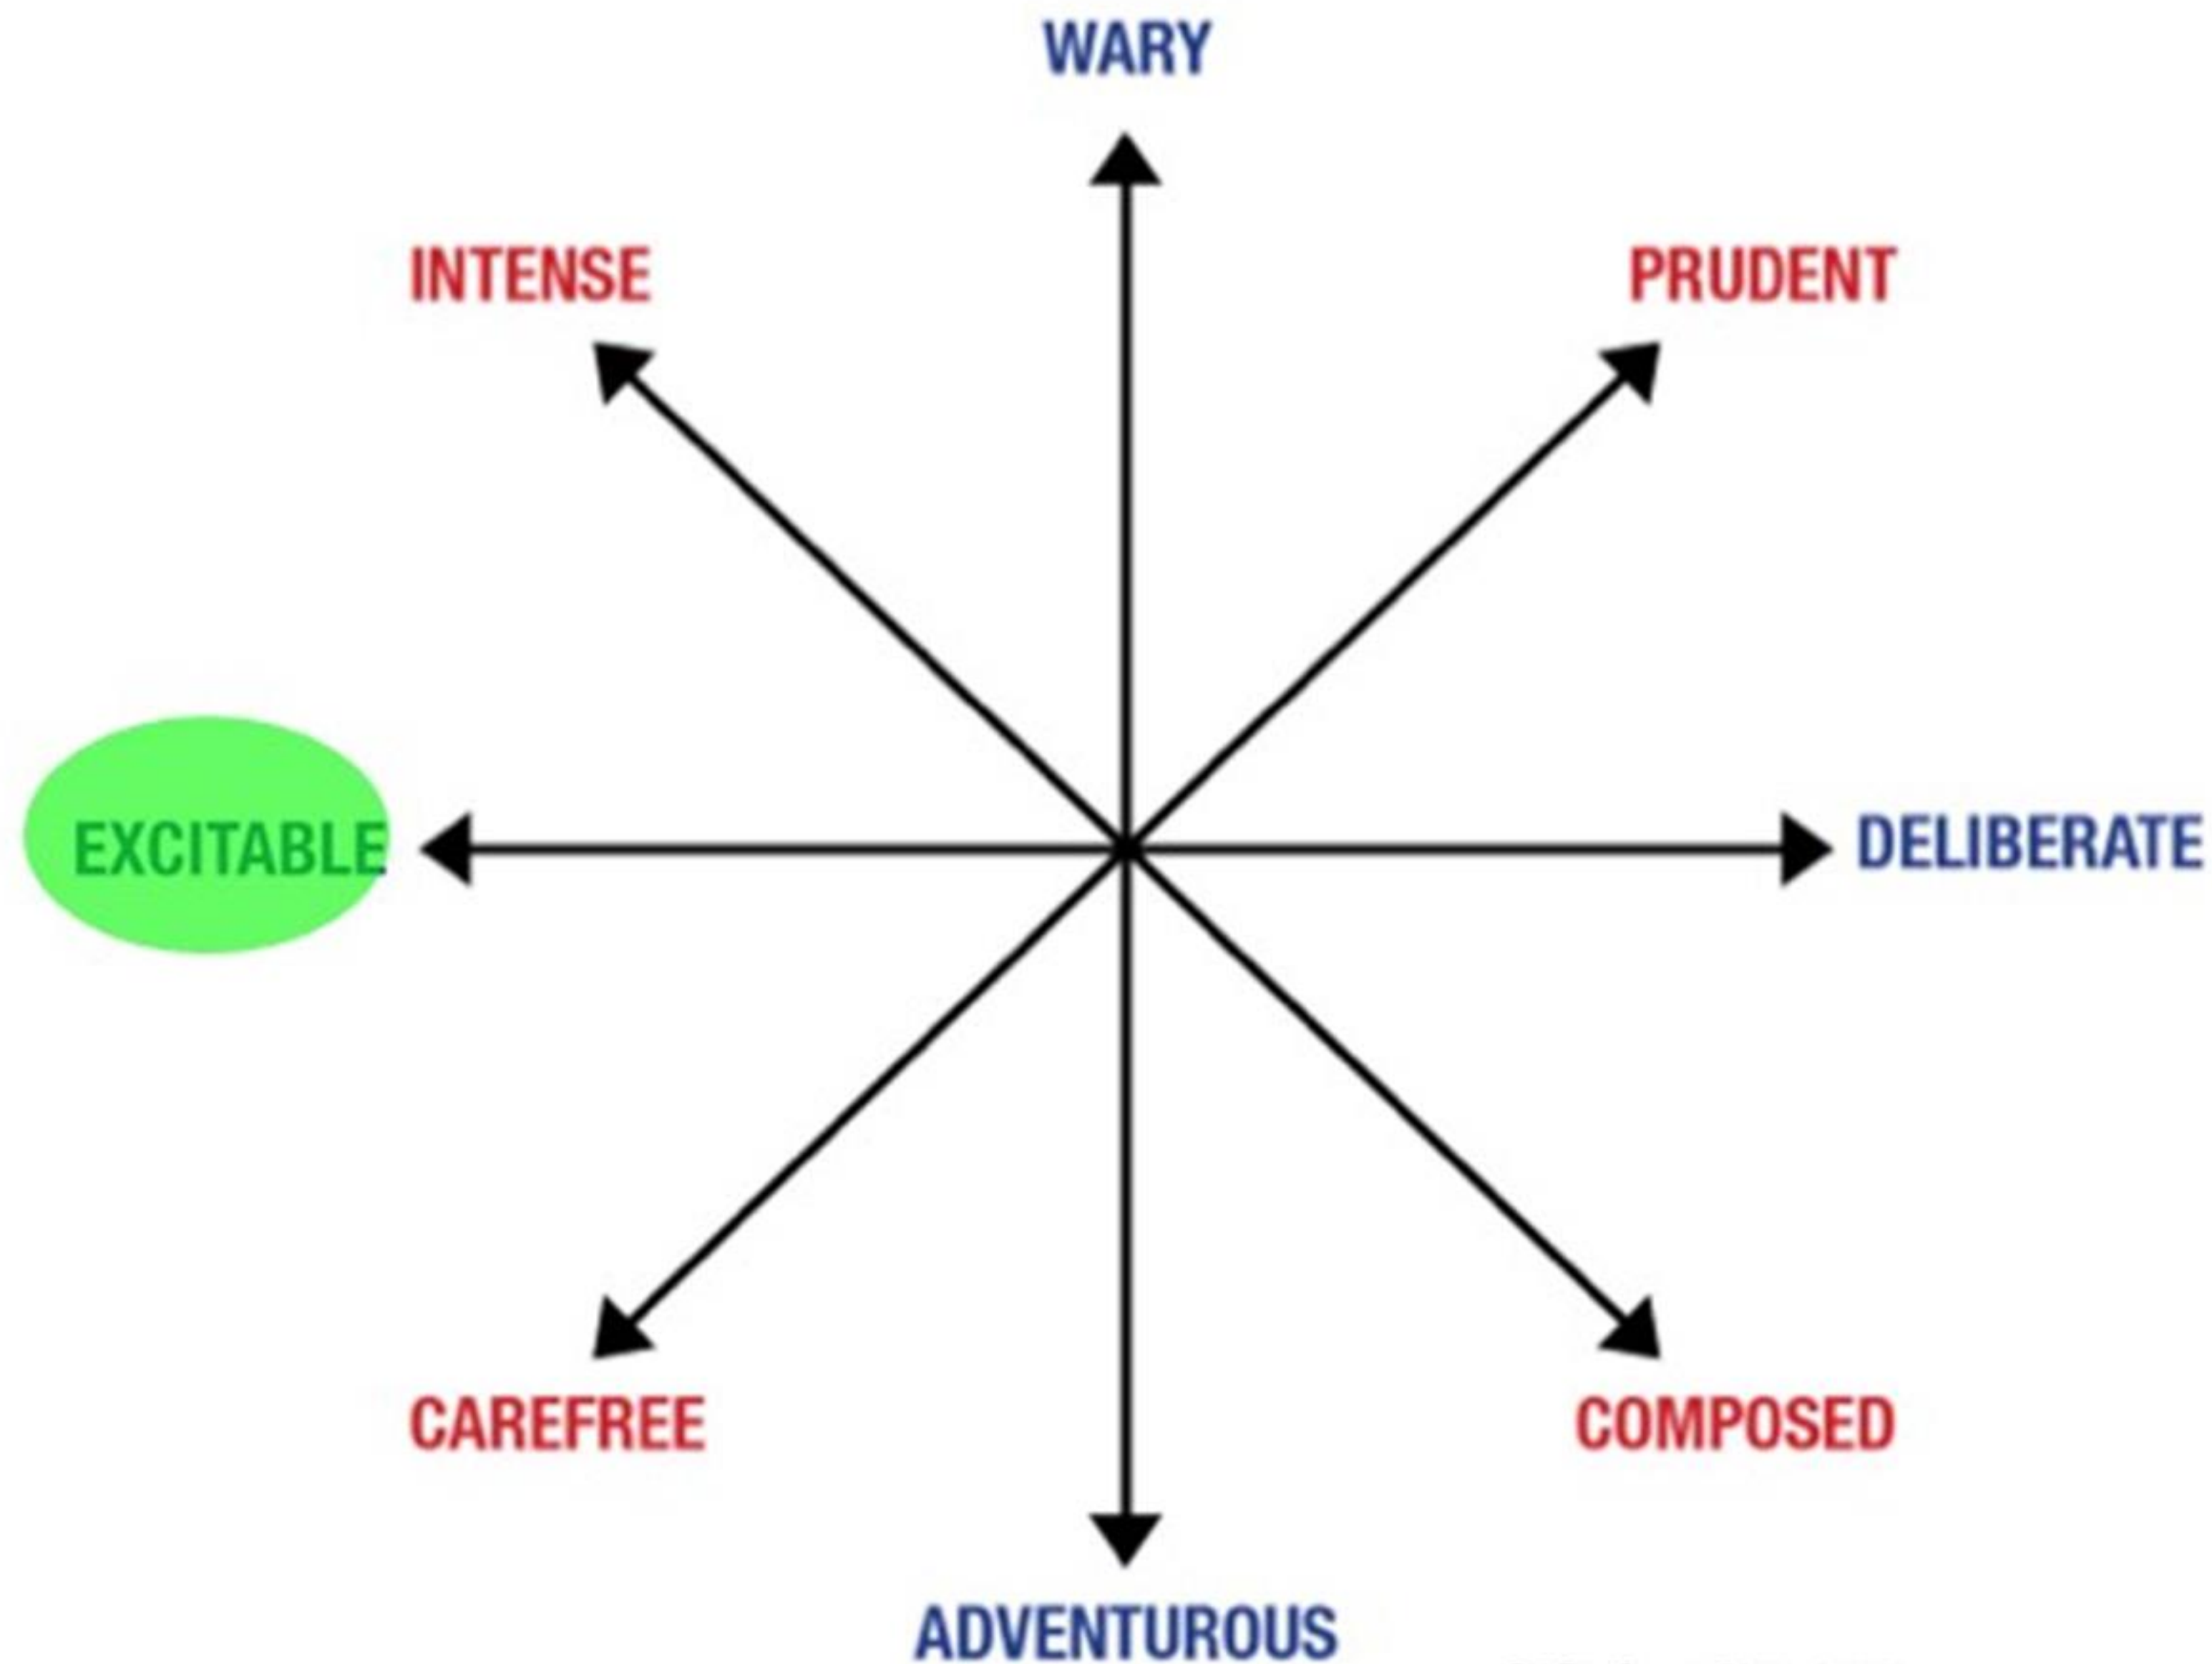 WARY
INTENSE
PRUDENT
EXCITABLE
DELIBERATE
CAREFREE
COMPOSED
ADVENTUROUS